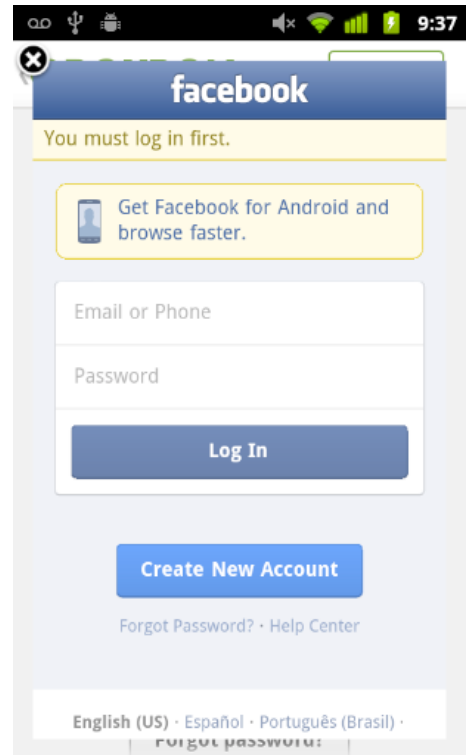 9:37
facebook
You must log in first.
Get Facebook for Android and
browse faster.
Email or Phone
Password
Log In
Create New Account
Forgot Password? · Help Center
English (US) · Español · Português (Brasil) ·
Forgot password?